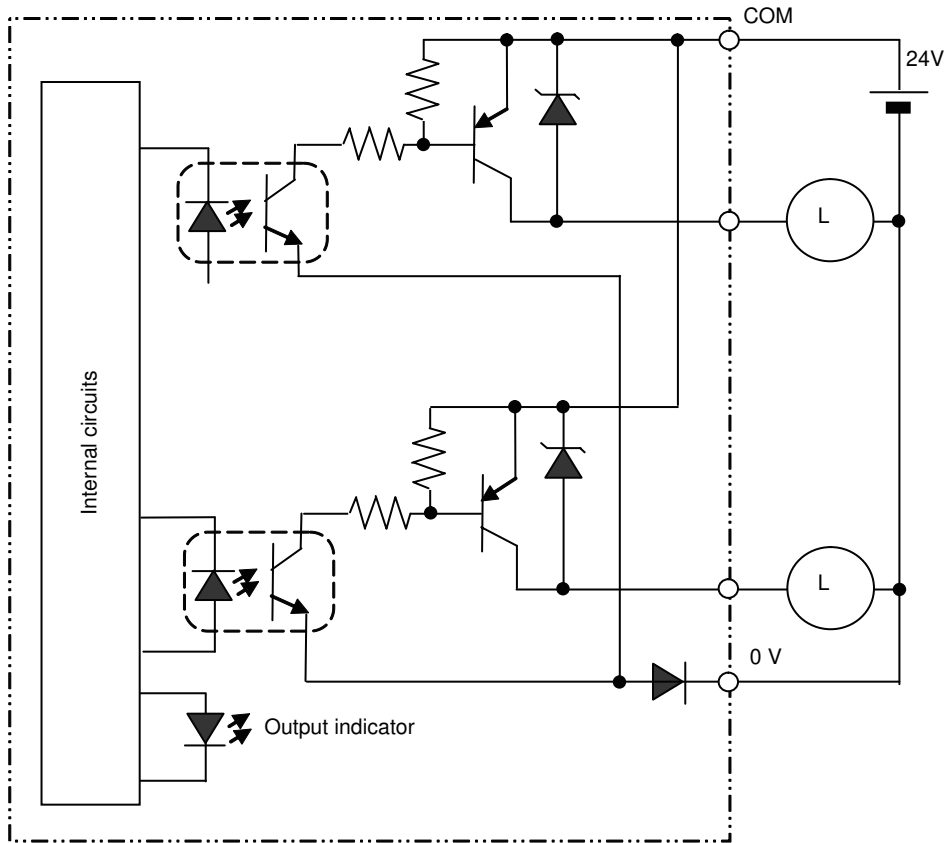 COM
24V
L
Internal circuits
L
0 V
Output indicator